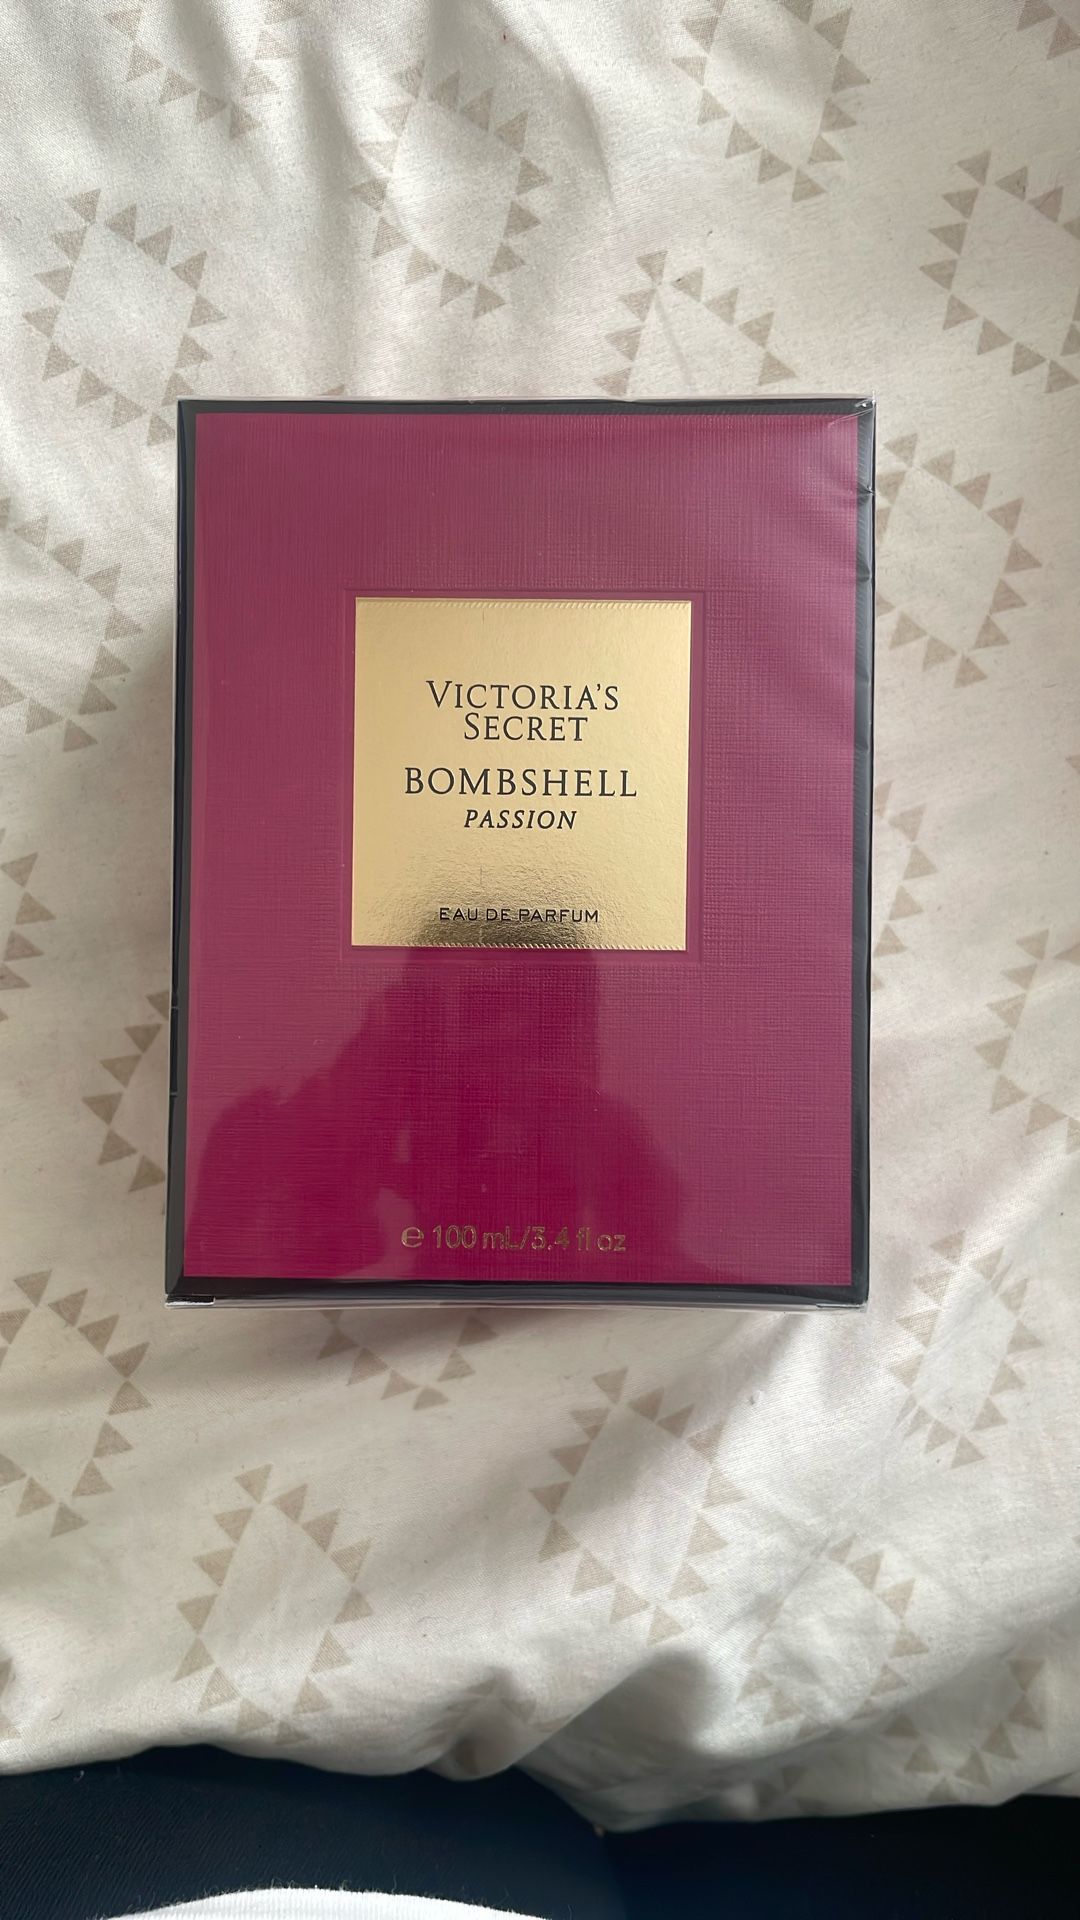 VICTORIA'S
SECRET
BOMBSHELL
PASSION
EAU DE PARFUM
℮ 100 mL/3.4 fl oz